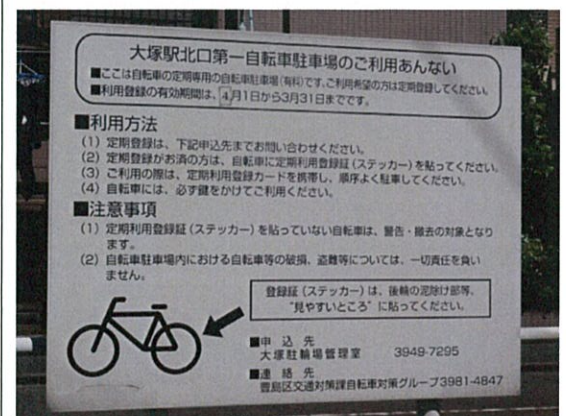 大塚駅北口第一自転車駐車場のご利用あんない
■ここは自転車の定期専用の自転車駐車場(有料)です。ご利用希望の方は定期登録してください。
■利用登録の有効期間は、4月1日から3月31日までです。
■利用方法
(1) 定期登録は、下記申込先までお問い合わせください。
(2) 定期登録がお済の方は、自転車に定期利用登録証(ステッカー)を貼ってください。
(3) ご利用の際は、定期利用登録カードを携帯し、順序よく駐車してください。
(4) 自転車には、必ず鍵をかけてご利用ください。
■注意事項
(1) 定期利用登録証(ステッカー)を貼っていない自転車は、警告・撤去の対象となり
ます。
(2) 自転車駐車場内における自転車等の破損、盗難等については、一切責任を負い
ません。
登録証(ステッカー)は、後輪の泥除け部等、
"見やすいところ"に貼ってください。
■申込先
大塚駐輪場管理室 3949-7295
■連絡先
豊島区交通対策課自転車対策グループ3981-4847